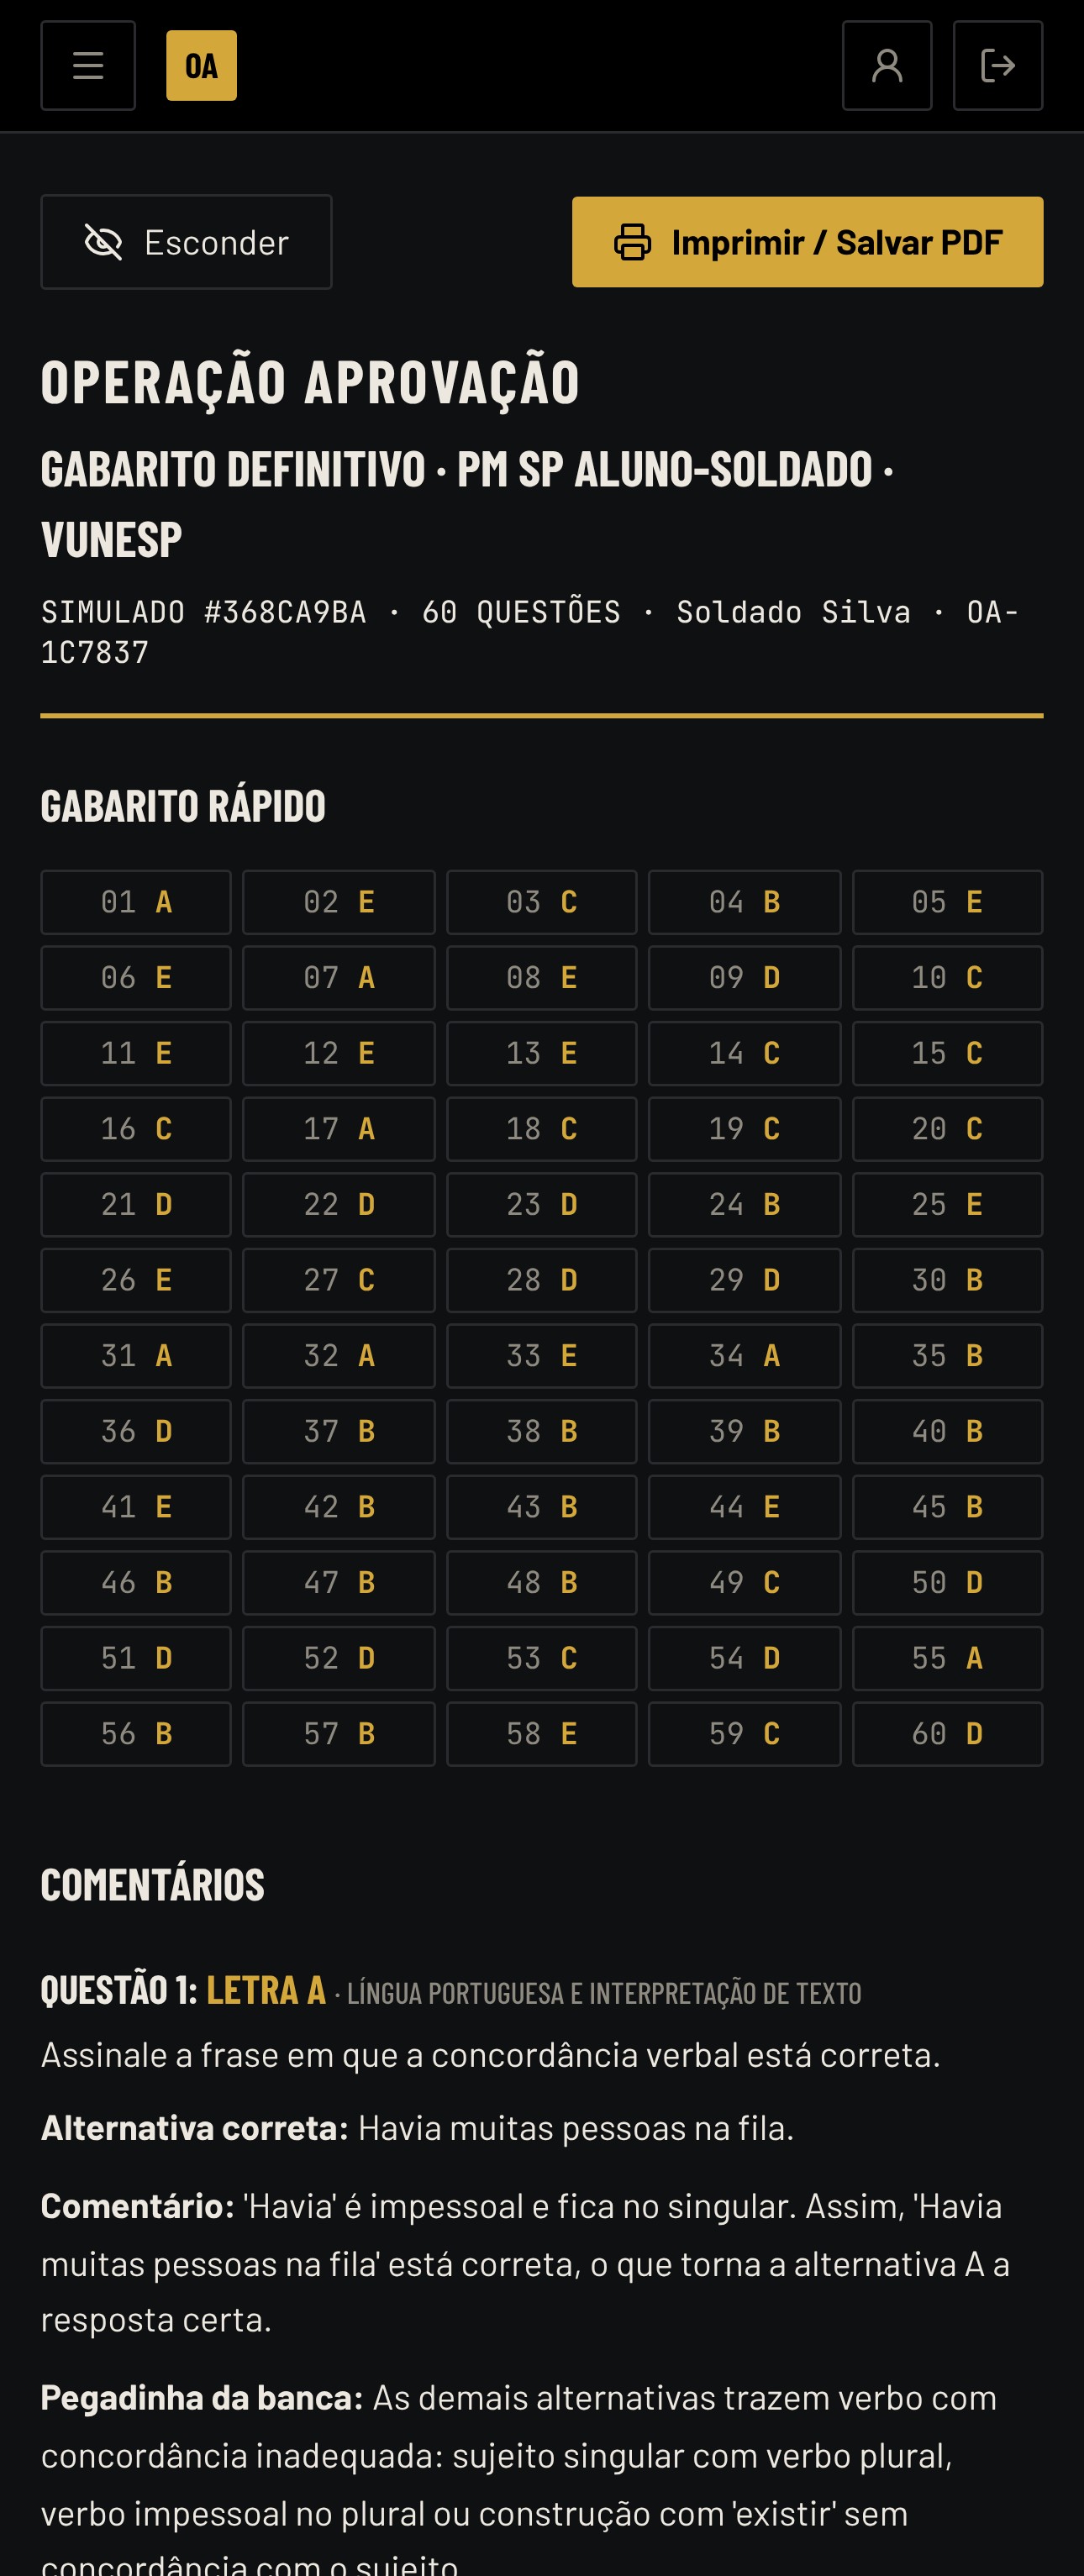 OA
Esconder
Imprimir / Salvar PDF
OPERAÇÃO APROVAÇÃO
GABARITO DEFINITIVO · PM SP ALUNO-SOLDADO ·
VUNESP
SIMULADO #368CA9BA · 60 QUESTÕES · Soldado Silva · OA-
1C7837
GABARITO RÁPIDO
01 A 02 E 03 C 04 B 05 E
06 E 07 A 08 E 09 D 10 C
11 E 12 E 13 E 14 C 15 C
16 C 17 A 18 C 19 C 20 C
21 D 22 D 23 D 24 B 25 E
26 E 27 C 28 D 29 D 30 B
31 A 32 A 33 E 34 A 35 B
36 D 37 B 38 B 39 B 40 B
41 E 42 B 43 B 44 E 45 B
46 B 47 B 48 B 49 C 50 D
51 D 52 D 53 C 54 D 55 A
56 B 57 B 58 E 59 C 60 D
COMENTÁRIOS
QUESTÃO 1: LETRA A · LÍNGUA PORTUGUESA E INTERPRETAÇÃO DE TEXTO
Assinale a frase em que a concordância verbal está correta.
Alternativa correta: Havia muitas pessoas na fila.
Comentário: 'Havia' é impessoal e fica no singular. Assim, 'Havia
muitas pessoas na fila' está correta, o que torna a alternativa A a
resposta certa.
Pegadinha da banca: As demais alternativas trazem verbo com
concordância inadequada: sujeito singular com verbo plural,
verbo impessoal no plural ou construção com 'existir' sem
concordância com o sujeito.